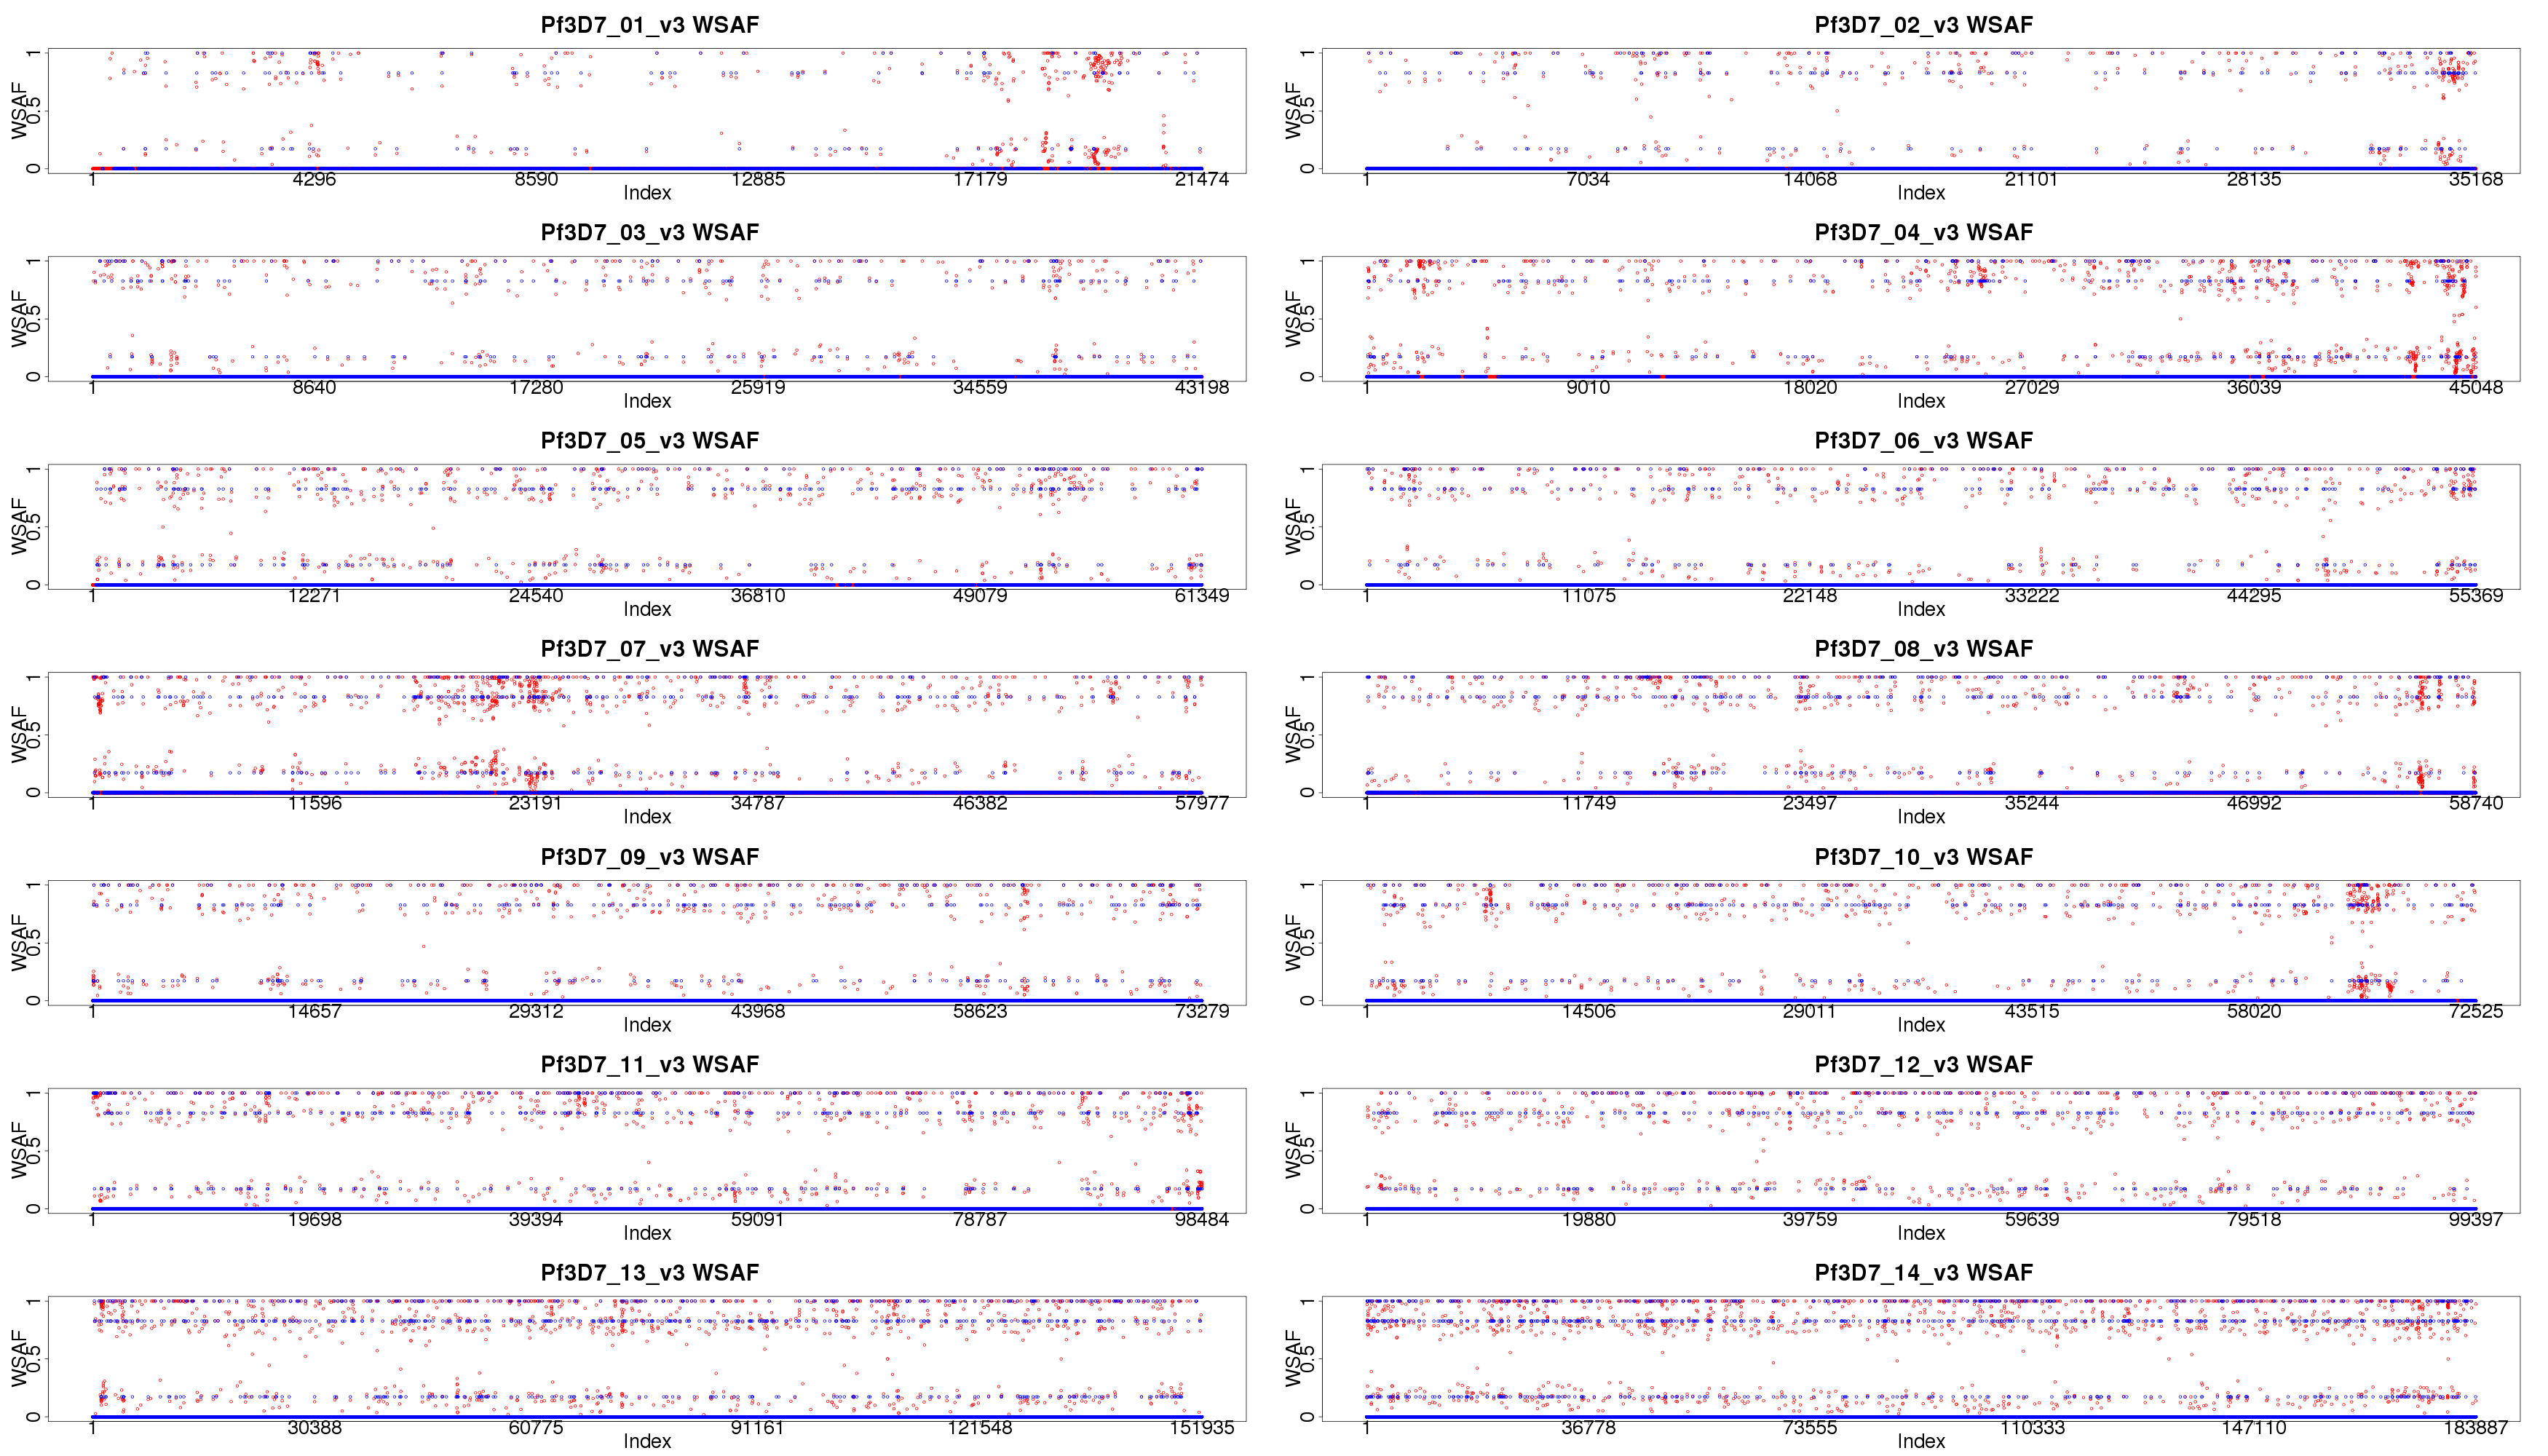 Pf3D7_01_v3 WSAF
WSAF
0 0.5 1
1 4296 8590 12885 17179 21474
Index
Pf3D7_02_v3 WSAF
WSAF
0 0.5 1
1 7034 14068 21101 28135 35168
Index
Pf3D7_03_v3 WSAF
WSAF
0 0.5 1
1 8640 17280 25919 34559 43198
Index
Pf3D7_04_v3 WSAF
WSAF
0 0.5 1
1 9010 18020 27029 36039 45048
Index
Pf3D7_05_v3 WSAF
WSAF
0 0.5 1
1 12271 24540 36810 49079 61349
Index
Pf3D7_06_v3 WSAF
WSAF
0 0.5 1
1 11075 22148 33222 44295 55369
Index
Pf3D7_07_v3 WSAF
WSAF
0 0.5 1
1 11596 23191 34787 46382 57977
Index
Pf3D7_08_v3 WSAF
WSAF
0 0.5 1
1 11749 23497 35244 46992 58740
Index
Pf3D7_09_v3 WSAF
WSAF
0 0.5 1
1 14657 29312 43968 58623 73279
Index
Pf3D7_10_v3 WSAF
WSAF
0 0.5 1
1 14506 29011 43515 58020 72525
Index
Pf3D7_11_v3 WSAF
WSAF
0 0.5 1
1 19698 39394 59091 78787 98484
Index
Pf3D7_12_v3 WSAF
WSAF
0 0.5 1
1 19880 39759 59639 79518 99397
Index
Pf3D7_13_v3 WSAF
WSAF
0 0.5 1
1 30388 60775 91161 121548 151935
Index
Pf3D7_14_v3 WSAF
WSAF
0 0.5 1
1 36778 73555 110333 147110 183887
Index